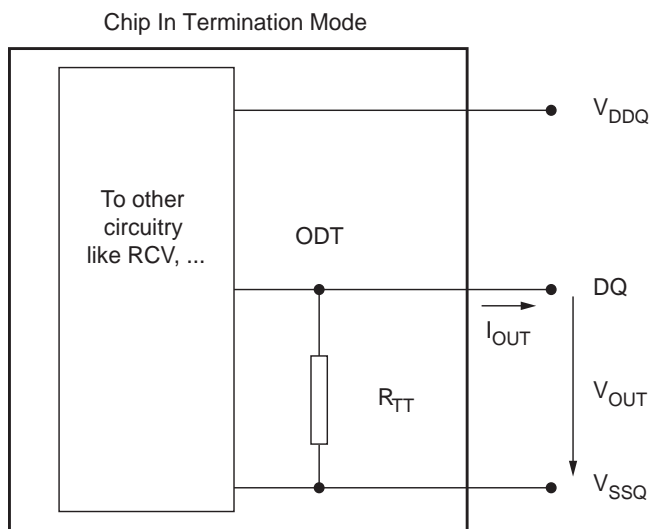 Chip In Termination Mode
V_DDQ
To other
circuitry
like RCV, ...
ODT
DQ
I_OUT
R_TT
V_OUT
V_SSQ